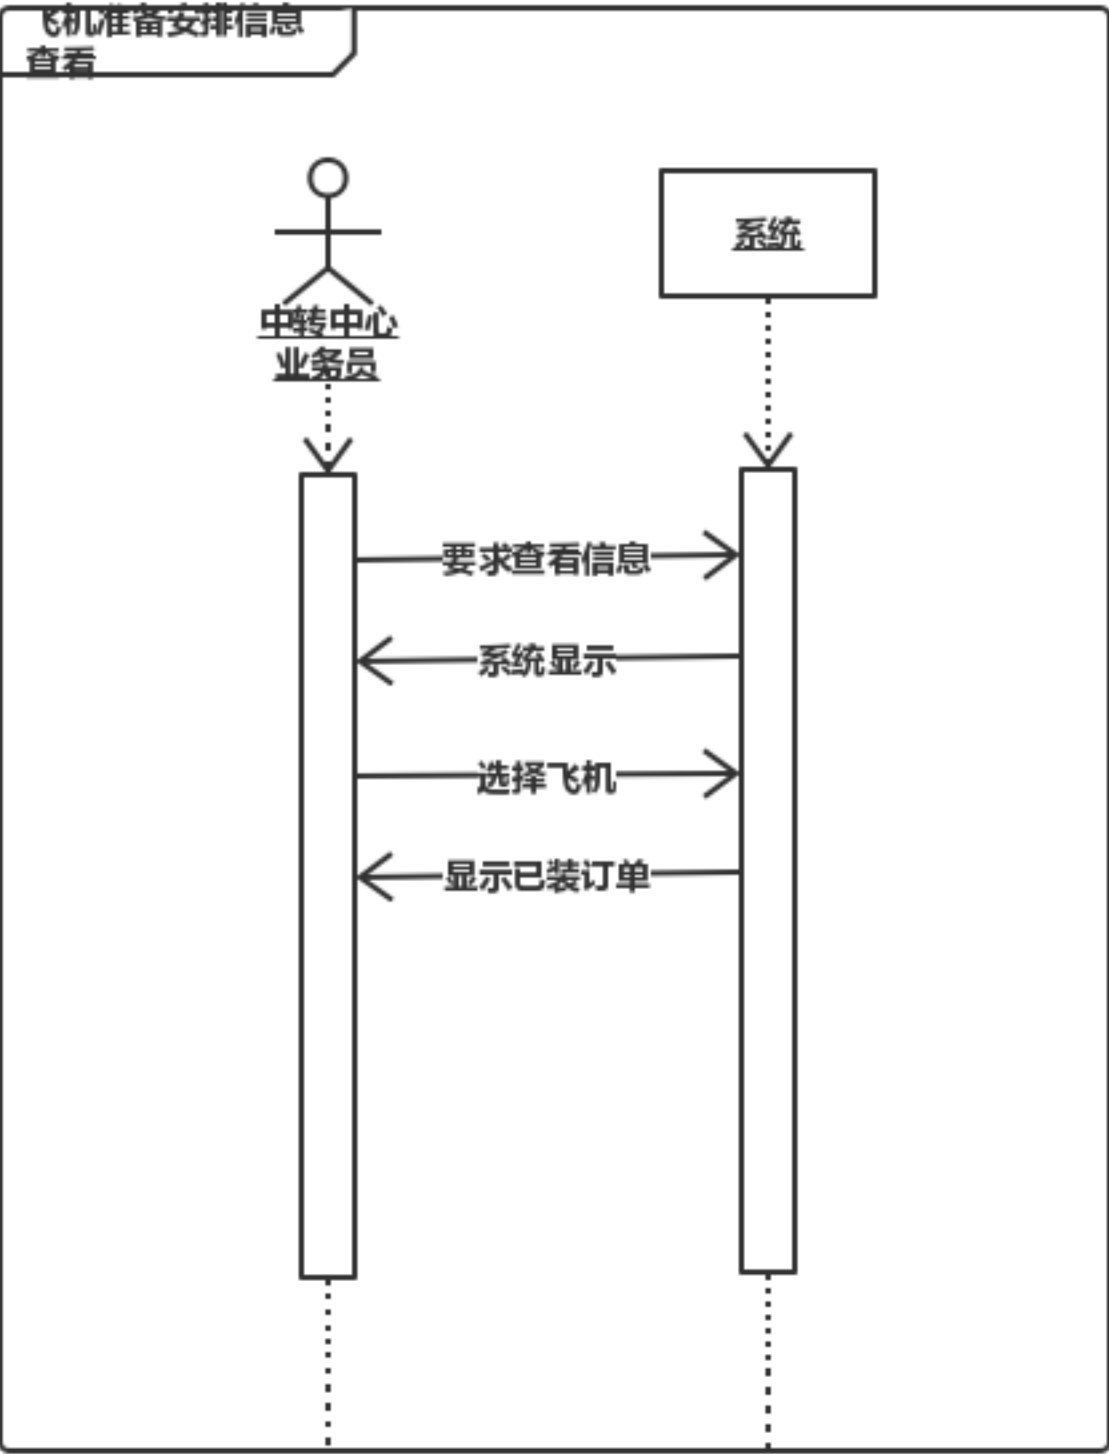 飞机准备安排信息
查看
系统
中转中心
业务员
要求查看信息
系统显示
选择飞机
显示已装订单